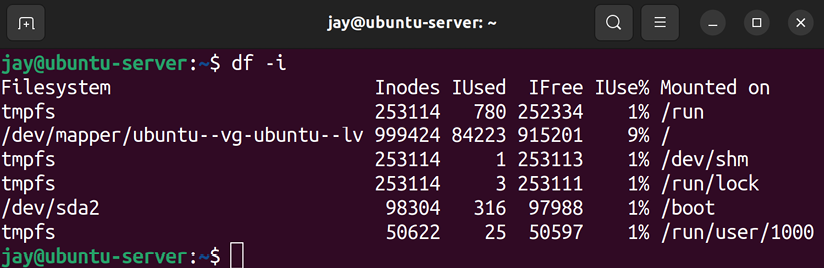 jay@ubuntu-server: ~
jay@ubuntu-server:~$ df -i
Filesystem                         Inodes IUsed  IFree IUse% Mounted on
tmpfs                              253114   780 252334    1% /run
/dev/mapper/ubuntu--vg-ubuntu--lv 999424 84223 915201    9% /
tmpfs                              253114     1 253113    1% /dev/shm
tmpfs                              253114     3 253111    1% /run/lock
/dev/sda2                           98304   316  97988    1% /boot
tmpfs                               50622    25  50597    1% /run/user/1000
jay@ubuntu-server:~$